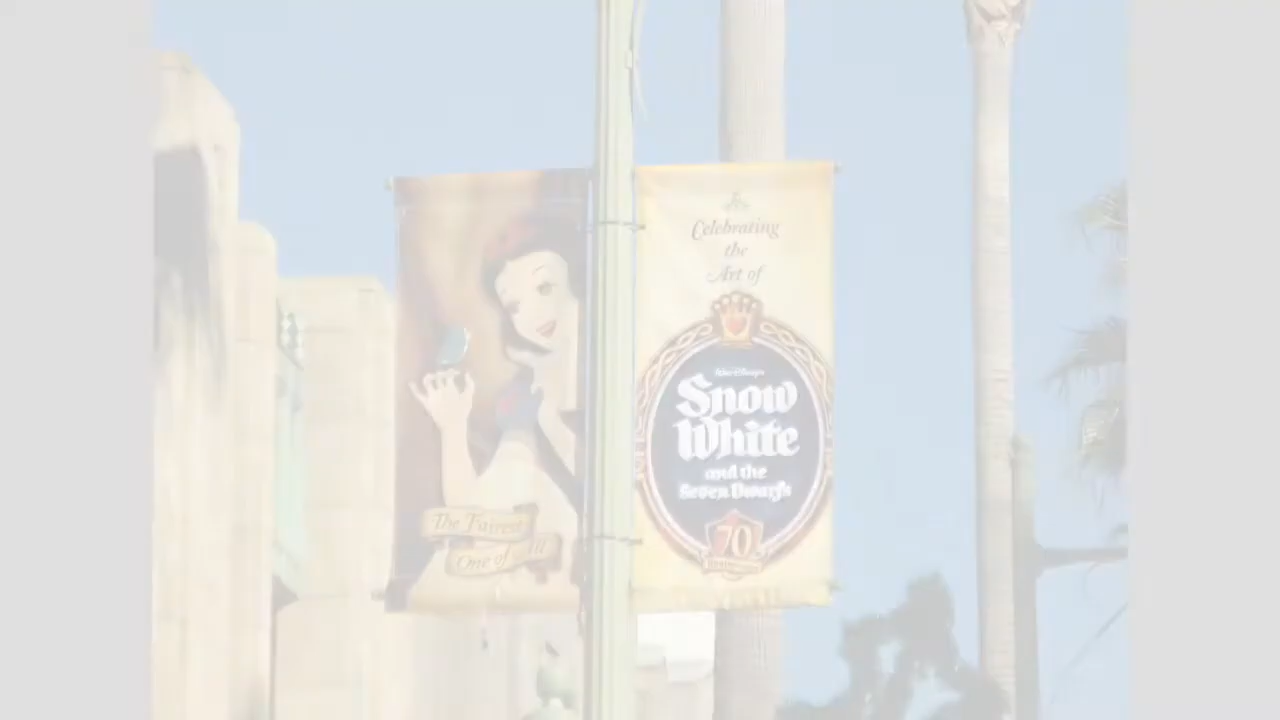 The Fairest
One of All
Celebrating
the
Art of
Walt Disney's
Snow
White
and the
Seven Dwarfs
70